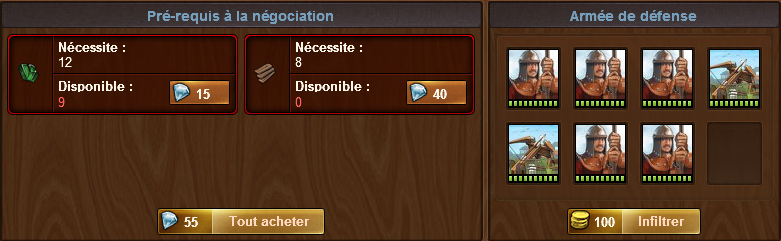 Pré-requis à la négociation
Nécessite :
12
Disponible :
9
15
Nécessite :
8
Disponible :
0
40
55 Tout acheter
Armée de défense
100 Infiltrer